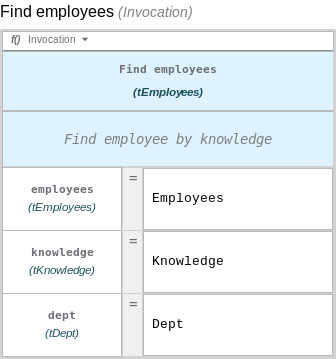 Find employees (Invocation)
f() Invocation
Find employees
(tEmployees)
Find employee by knowledge
employees
(tEmployees)
=
Employees
knowledge
(tKnowledge)
=
Knowledge
dept
(tDept)
=
Dept